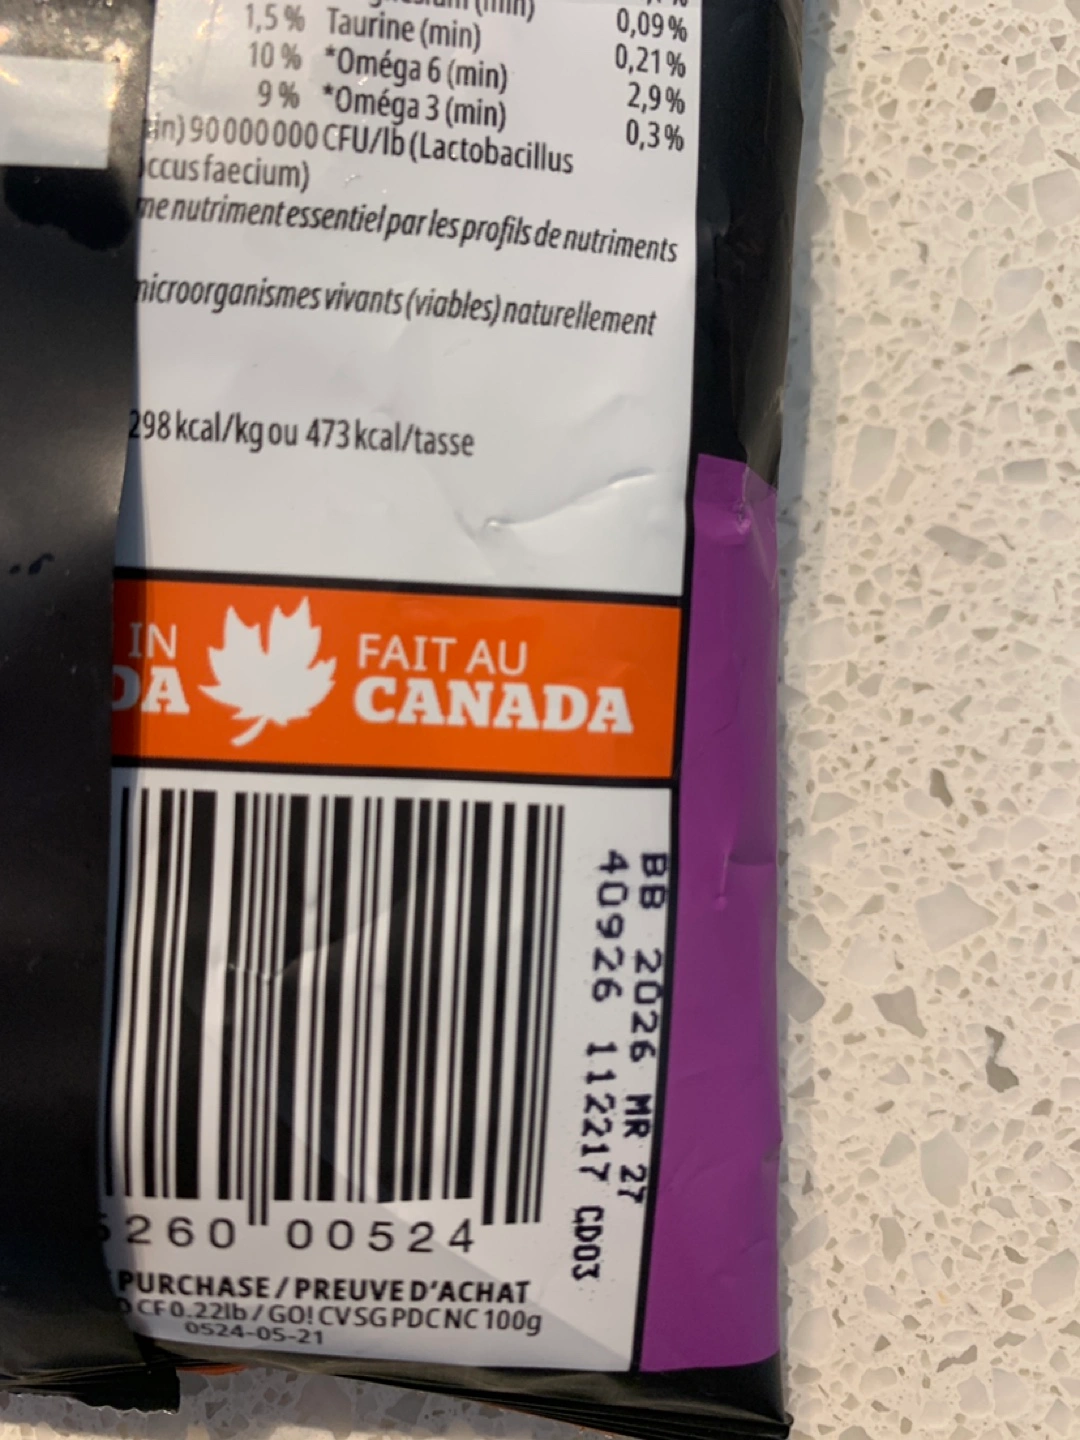 1,5 % Taurine (min) 0,09 %
10 % *Oméga 6 (min) 0,21 %
9 % *Oméga 3 (min) 2,9 %
0,3 %
90 000 000 CFU/lb (Lactobacillus
faecium)
nutriment essentiel par les profils de nutriments
microorganismes vivants (viables) naturellement
298 kcal/kg ou 473 kcal/tasse
IN
DA
FAIT AU
CANADA
BB 2026 MR 27
40926 112217 CD03
260 00524
PURCHASE / PREUVE D'ACHAT
CF 0.22lb / GO! CV SG PDC NC 100g
0524-05-21